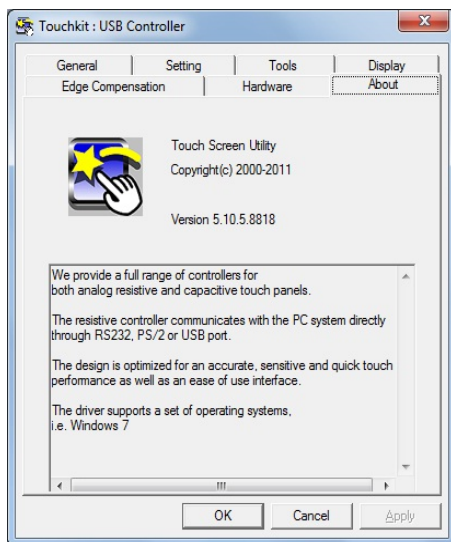 Touchkit : USB Controller
General Setting Tools Display
Edge Compensation Hardware About
Touch Screen Utility
Copyright(c) 2000-2011
Version 5.10.5.8818
We provide a full range of controllers for
both analog resistive and capacitive touch panels.
The resistive controller communicates with the PC system directly
through RS232, PS/2 or USB port.
The design is optimized for an accurate, sensitive and quick touch
performance as well as an ease of use interface.
The driver supports a set of operating systems,
i.e. Windows 7
OK Cancel Apply